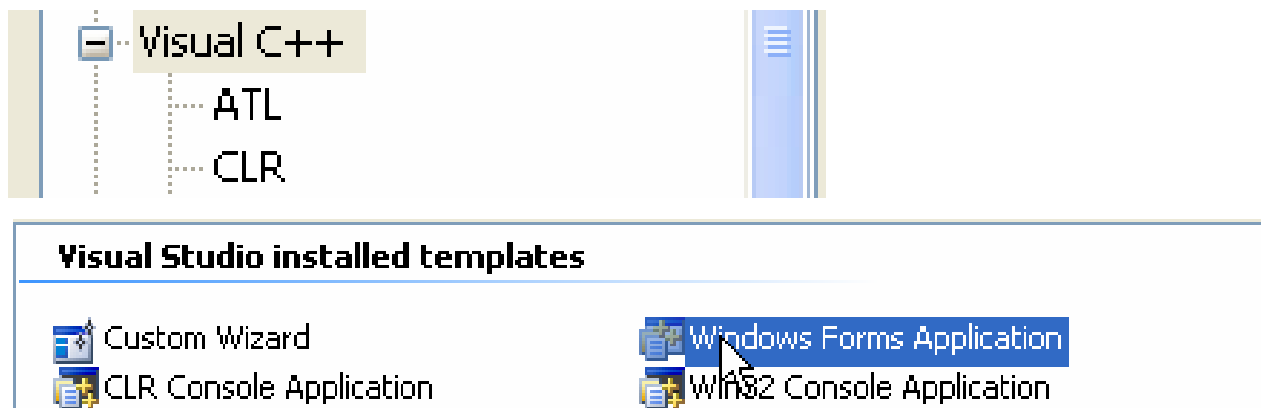 Visual C++
ATL
CLR
Visual Studio installed templates
Custom Wizard
Windows Forms Application
CLR Console Application
Win32 Console Application